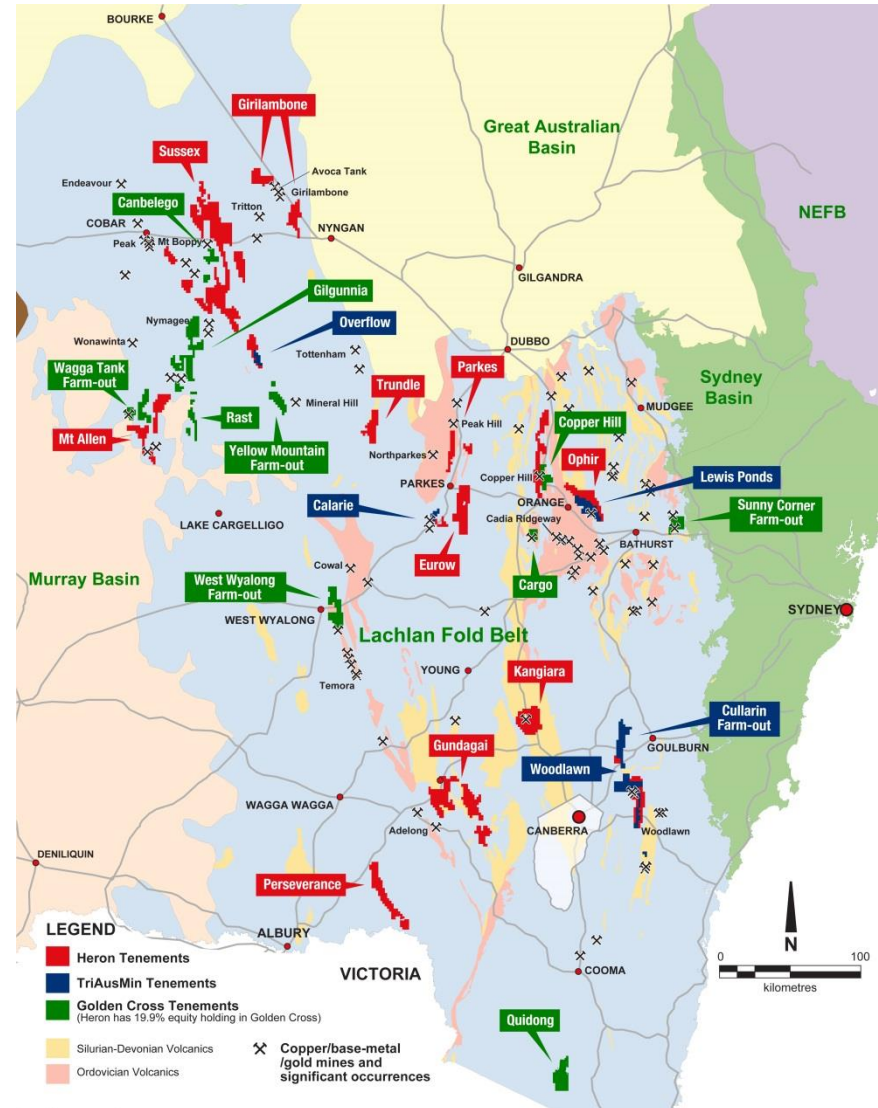 BOURKE
Girilambone
Great Australian
Basin
Sussex
Avoca Tank
Endeavour
Girilambone
Canbelego
Tritton
NEFB
COBAR
Peak
Mt Boppy
NYNGAN
Gilgunnia
GILGANDRA
Nymagee
Overflow
Wonawinta
DUBBO
Tottenham
Wagga Tank
Farm-out
Parkes
Sydney
Basin
Trundle
Mineral Hill
MUDGEE
Rast
Peak Hill
Copper Hill
Mt Allen
Yellow Mountain
Farm-out
Northparkes
Ophir
Copper Hill
Lewis Ponds
PARKES
Calarie
ORANGE
Sunny Corner
Farm-out
LAKE CARGELLIGO
Cadia Ridgeway
BATHURST
Eurow
Cowal
Murray Basin
Cargo
West Wyalong
Farm-out
SYDNEY
WEST WYALONG
Lachlan Fold Belt
YOUNG
Kangiara
Temora
Cullarin
Farm-out
Gundagai
GOULBURN
Woodlawn
WAGGA WAGGA
Adelong
CANBERRA
Woodlawn
DENILIQUIN
Perseverance
LEGEND
ALBURY
N
Heron Tenements
VICTORIA
COOMA
0
100
kilometres
TriAusMin Tenements
Golden Cross Tenements
(Heron has 19.9% equity holding in Golden Cross)
Quidong
Silurian-Devonian Volcanics
Ordovician Volcanics
Copper/base-metal
/gold mines and
significant occurrences